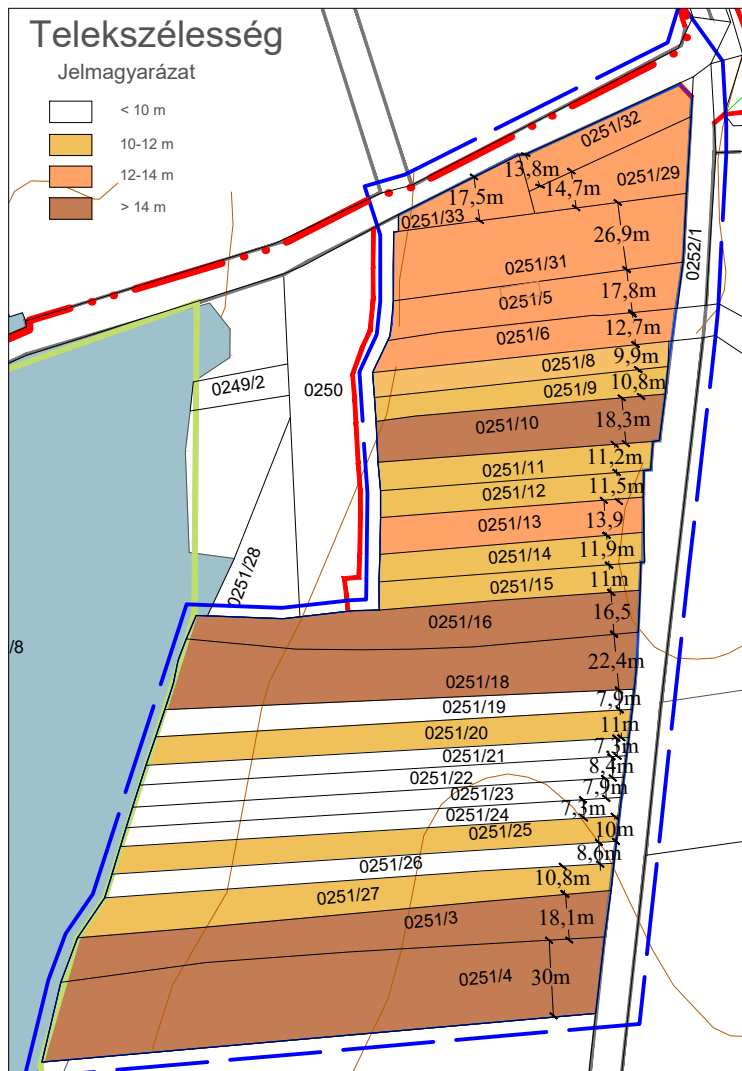 Telekszélesség
Jelmagyarázat
< 10 m
10-12 m
12-14 m
> 14 m
0251/32
13,8m
14,7m
0251/29
17,5m
0251/33
26,9m
0252/1
0251/31
0251/5
17,8m
0251/6
12,7m
0251/8
9,9m
0249/2
0250
0251/9
10,8m
0251/10
18,3m
0251/11
11,2m
0251/12
11,5m
0251/13
13,9
0251/14
11,9m
0251/28
0251/15
11m
0251/16
16,5
/8
22,4m
0251/18
0251/19
7,9m
0251/20
11m
0251/21
7,3m
0251/22
8,4m
0251/23
7,9m
0251/24
7,3m
0251/25
10m
0251/26
8,6m
0251/27
10,8m
0251/3
18,1m
0251/4
30m